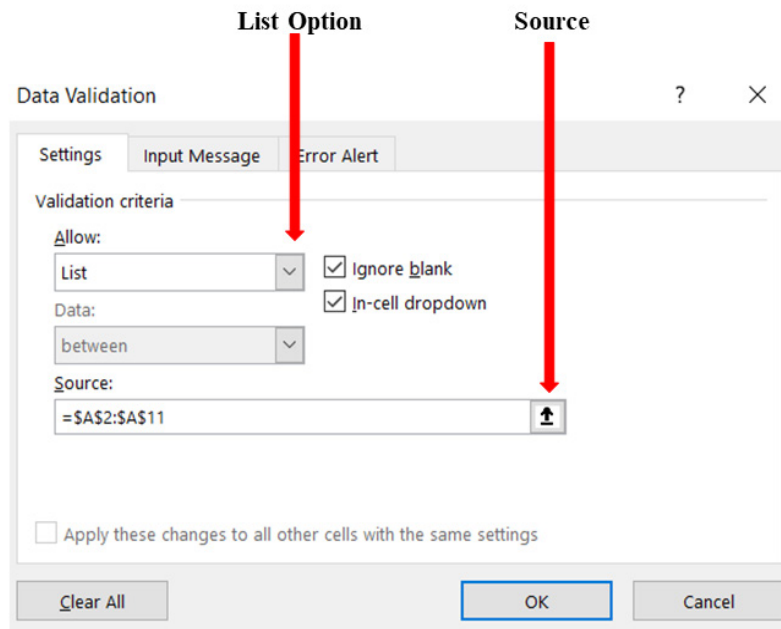 List Option Source
Data Validation ? ×
Settings Input Message Error Alert
Validation criteria
Allow:
List
Ignore blank
Data:
In-cell dropdown
between
Source:
=$A$2:$A$11
Apply these changes to all other cells with the same settings
Clear All OK Cancel